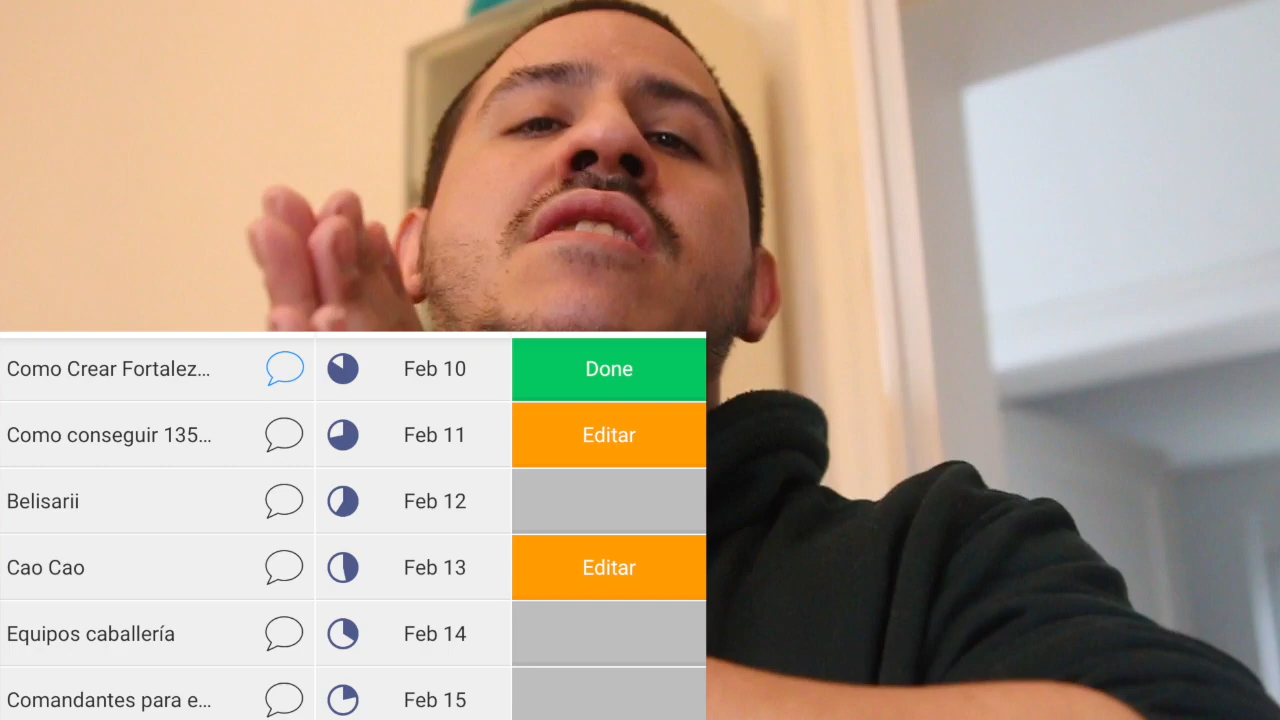 Como Crear Fortalez... Feb 10 Done
Como conseguir 135... Feb 11 Editar
Belisarii Feb 12
Cao Cao Feb 13 Editar
Equipos caballería Feb 14
Comandantes para e... Feb 15